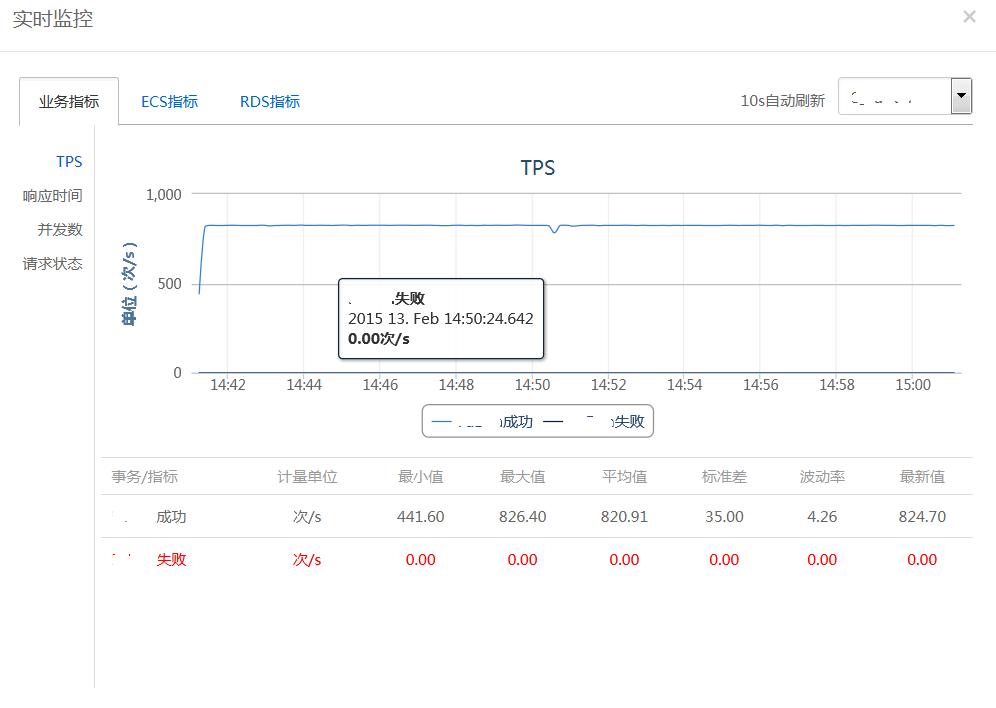 实时监控
×
业务指标 ECS指标 RDS指标 10s自动刷新
TPS
响应时间
并发数
请求状态
TPS
单位（次/s）
1,000
500
0
失败
2015 13. Feb 14:50:24.642
0.00次/s
14:42 14:44 14:46 14:48 14:50 14:52 14:54 14:56 14:58 15:00
成功 失败
事务/指标 计量单位 最小值 最大值 平均值 标准差 波动率 最新值
成功 次/s 441.60 826.40 820.91 35.00 4.26 824.70
失败 次/s 0.00 0.00 0.00 0.00 0.00 0.00